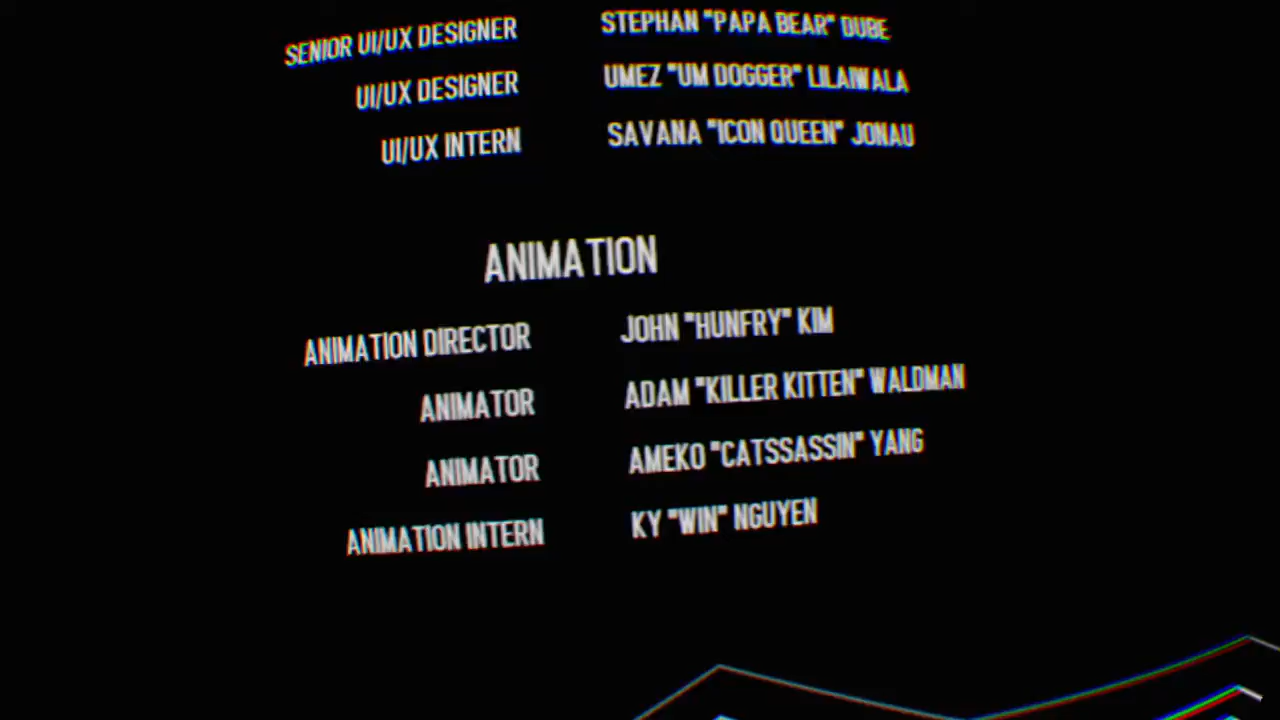 SENIOR UI/UX DESIGNER STEPHAN "PAPA BEAR" DUBE
UI/UX DESIGNER UMEZ "UM DOGGER" LILAIWALA
UI/UX INTERN SAVANA "ICON QUEEN" JONAU
ANIMATION
ANIMATION DIRECTOR JOHN "HUNFRY" KIM
ANIMATOR ADAM "KILLER KITTEN" WALDMAN
ANIMATOR AMEKO "CATSSASSIN" YANG
ANIMATION INTERN KY "WIN" NGUYEN